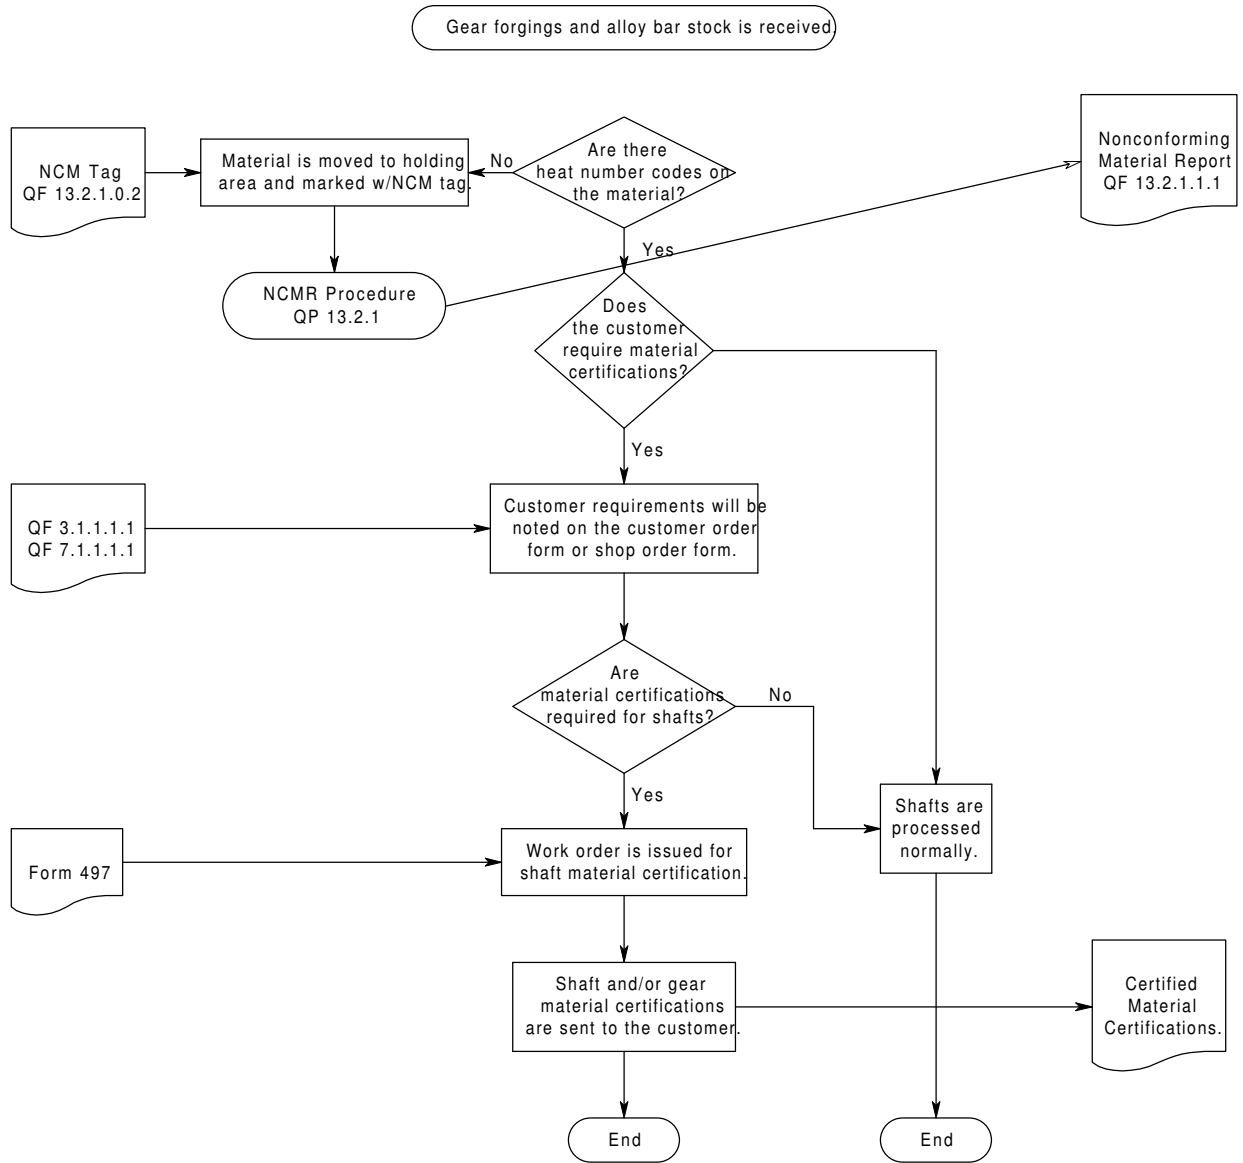 Gear forgings and alloy bar stock is received.
NCM Tag
QF 13.2.1.0.2
Material is moved to holding
area and marked w/NCM tag.
No
Are there
heat number codes on
the material?
Nonconforming
Material Report
QF 13.2.1.1.1
Yes
NCMR Procedure
QP 13.2.1
Does
the customer
require material
certifications?
Yes
QF 3.1.1.1.1
QF 7.1.1.1.1
Customer requirements will be
noted on the customer order
form or shop order form.
Are
material certifications
required for shafts?
No
Yes
Shafts are
processed
normally.
Form 497
Work order is issued for
shaft material certification.
Shaft and/or gear
material certifications
are sent to the customer.
Certified
Material
Certifications.
End
End